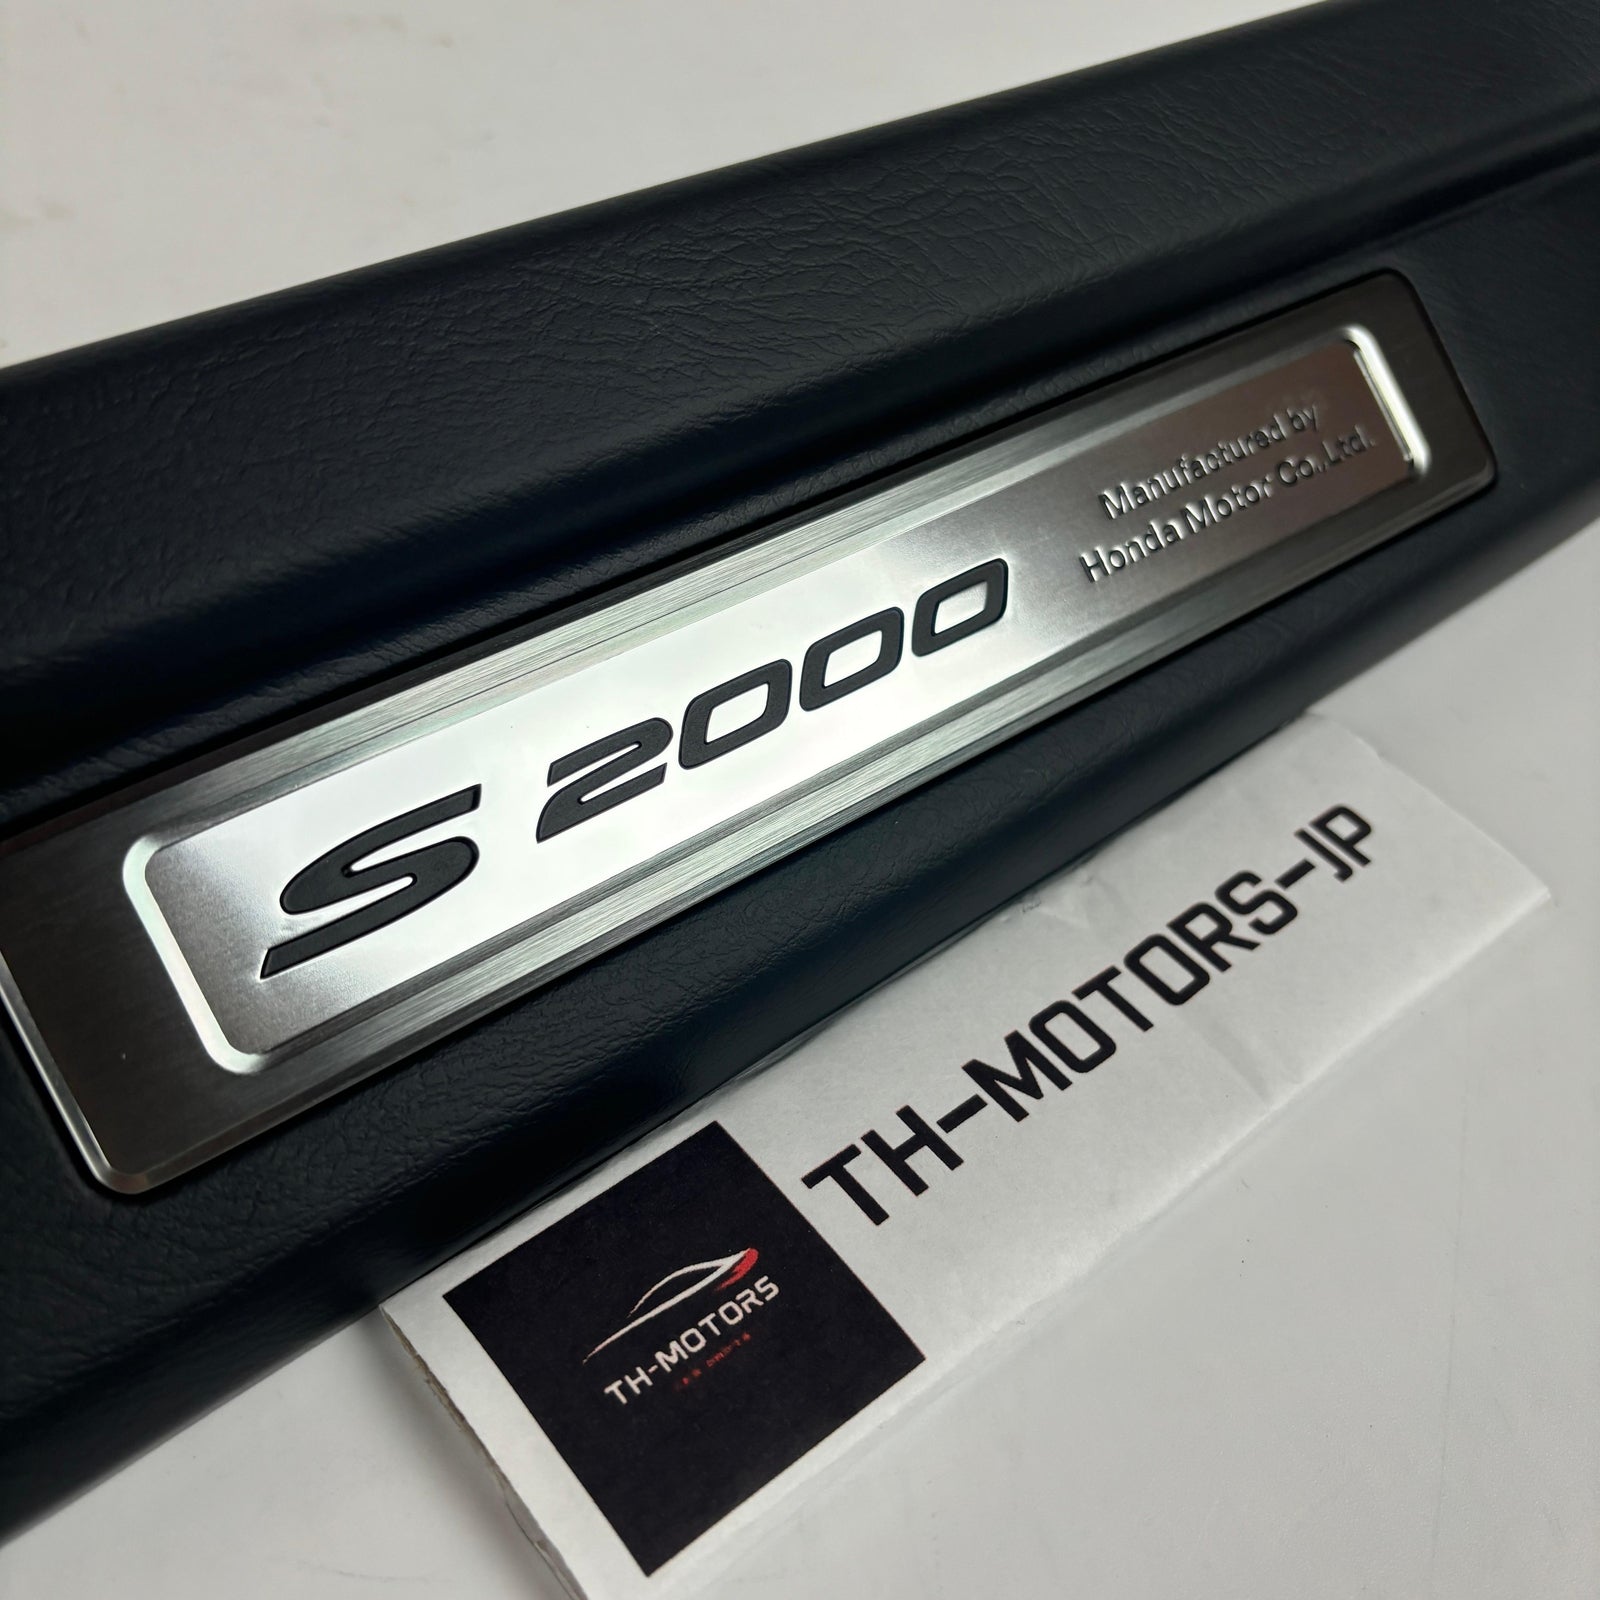 S2000
Manufactured by
Honda Motor Co.,Ltd.
TH-MOTORS-JP
TH-MOTORS